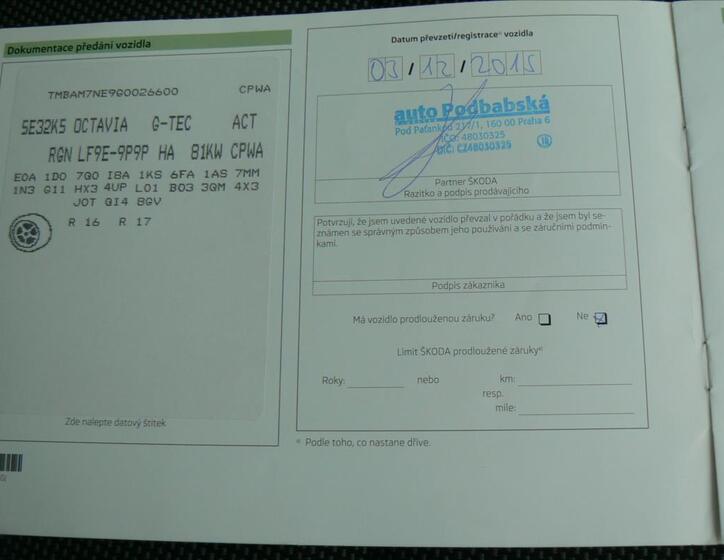 Dokumentace předání vozidla
TMBAM7NE9G0026600 CPWA
5E32K5 OCTAVIA G-TEC ACT
RGN LF9E-9P9P HA 81KW CPWA
E0A 1D0 7G0 I8A 1KS 6FA 1AS 7MM
1N3 G11 HX3 4UP L01 B03 3GM 4X3
J0T QI4 8GV
R 16 R 17
Zde nalepte datový štítek
Datum převzetí/registrace* vozidla
03 / 12 / 2015
auto Podbabská
Pod Paťankou 217/1, 160 00 Praha 6
IČO: 48030325
DIČ: CZ48030325
Partner ŠKODA
Razítko a podpis prodávajícího
Potvrzuji, že jsem uvedené vozidlo převzal v pořádku a že jsem byl se-
známen se správným způsobem jeho používání a se záručními podmín-
kami.
Podpis zákazníka
Má vozidlo prodlouženou záruku? Ano Ne
Limit ŠKODA prodloužené záruky*
Roky: nebo km:
resp.
míle:
* Podle toho, co nastane dříve.